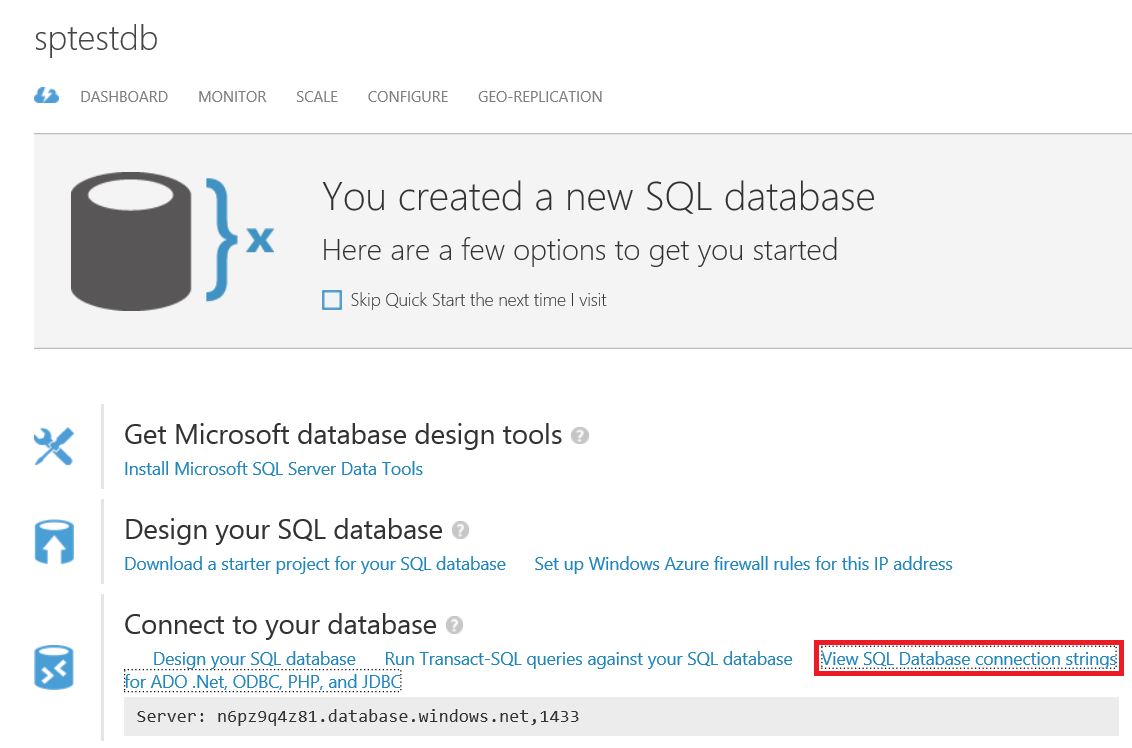 sptestdb
DASHBOARD MONITOR SCALE CONFIGURE GEO-REPLICATION
You created a new SQL database
Here are a few options to get you started
Skip Quick Start the next time I visit
Get Microsoft database design tools ?
Install Microsoft SQL Server Data Tools
Design your SQL database ?
Download a starter project for your SQL database Set up Windows Azure firewall rules for this IP address
Connect to your database ?
Design your SQL database Run Transact-SQL queries against your SQL database View SQL Database connection strings
for ADO .Net, ODBC, PHP, and JDBC
Server: n6pz9q4z81.database.windows.net,1433